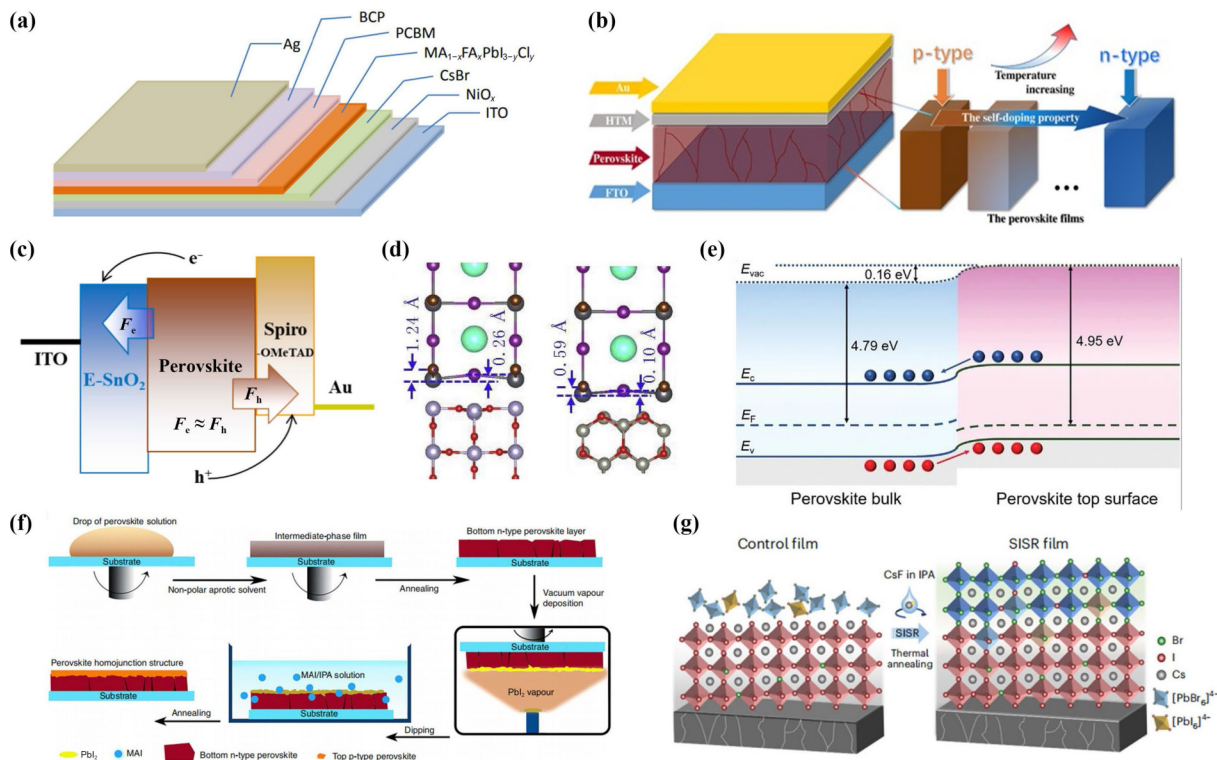 (a)
BCP
PCBM
Ag
MA₁₋ₓFAₓPbI₃₋ᵧClᵧ
CsBr
NiOₓ
ITO
(b)
p-type
Temperature
increasing
n-type
Au
HTM
The self-doping property
Perovskite
FTO
...
The perovskite films
(c)
e⁻
Fₑ
Spiro
-OMeTAD
ITO
Perovskite
E-SnO₂
Fₕ
Au
Fₑ ≈ Fₕ
h⁺
(d)
1.24 Å
0.26 Å
0.59 Å
0.10 Å
(e)
E_vac
0.16 eV
4.79 eV
4.95 eV
E_c
E_F
E_v
Perovskite bulk
Perovskite top surface
(f)
Drop of perovskite solution
Intermediate-phase film
Bottom n-type perovskite layer
Substrate
Substrate
Substrate
Non-polar aprotic solvent
Annealing
Vacuum vapour
deposition
Perovskite homojunction structure
MAI/IPA solution
Substrate
Substrate
Substrate
PbI₂ vapour
Annealing
Dipping
PbI₂
MAI
Bottom n-type perovskite
Top p-type perovskite
(g)
Control film
SISR film
CsF in IPA
SISR
Thermal
annealing
Br
I
Cs
[PbBr₆]⁴⁻
[PbI₆]⁴⁻